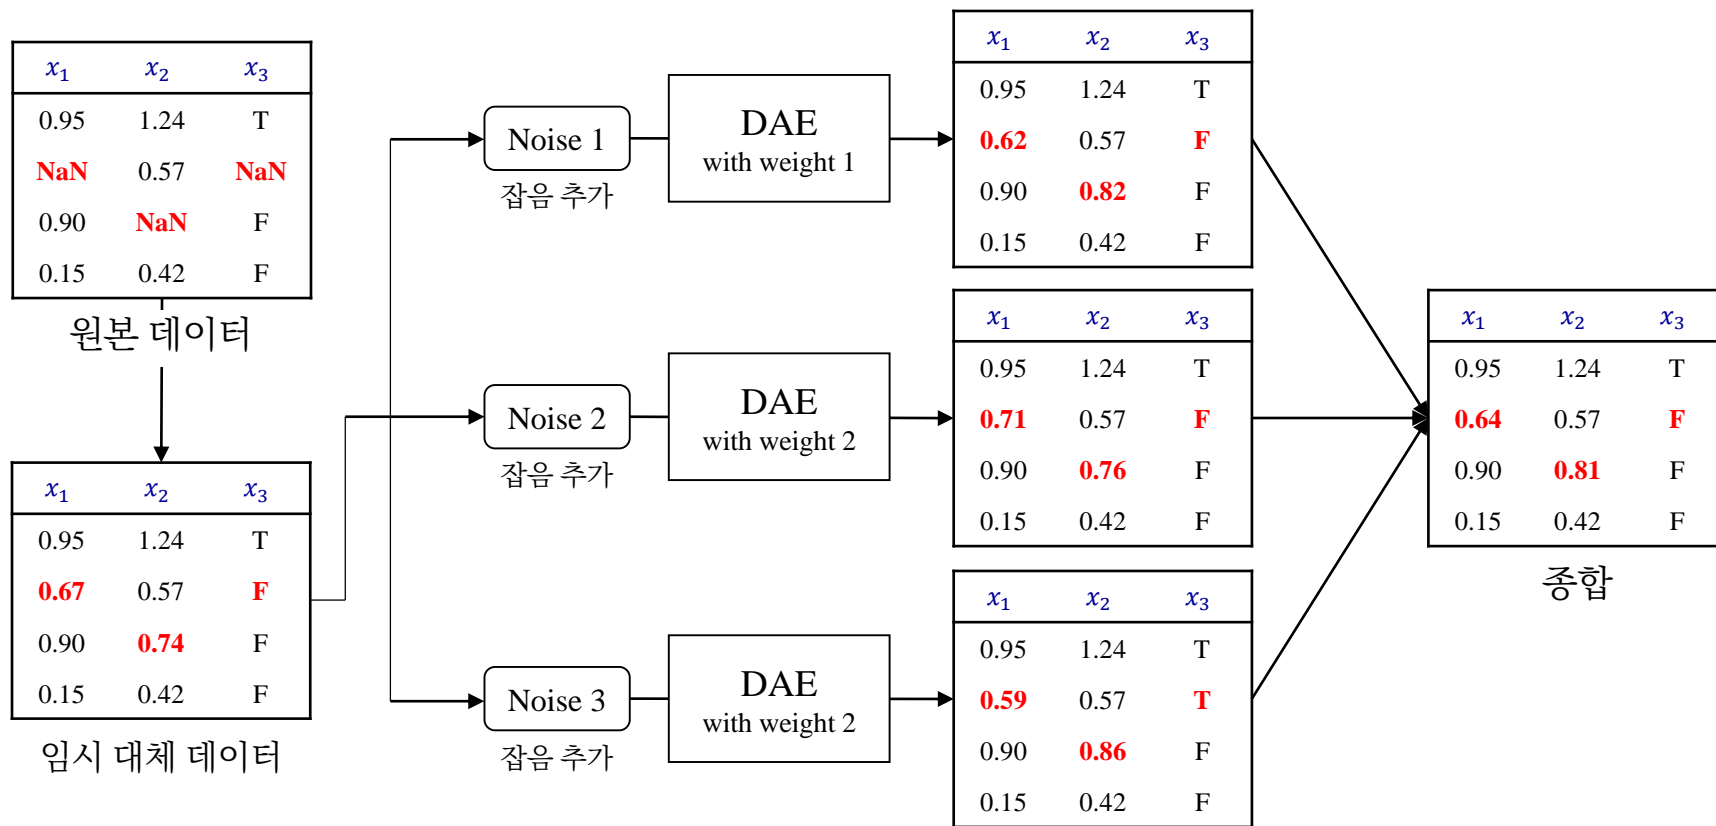 x1 x2 x3
0.95 1.24 T
NaN 0.57 NaN
0.90 NaN F
0.15 0.42 F
원본 데이터
x1 x2 x3
0.95 1.24 T
0.67 0.57 F
0.90 0.74 F
0.15 0.42 F
임시 대체 데이터
Noise 1
잡음 추가
DAE
with weight 1
x1 x2 x3
0.95 1.24 T
0.62 0.57 F
0.90 0.82 F
0.15 0.42 F
Noise 2
잡음 추가
DAE
with weight 2
x1 x2 x3
0.95 1.24 T
0.71 0.57 F
0.90 0.76 F
0.15 0.42 F
Noise 3
잡음 추가
DAE
with weight 2
x1 x2 x3
0.95 1.24 T
0.59 0.57 T
0.90 0.86 F
0.15 0.42 F
x1 x2 x3
0.95 1.24 T
0.64 0.57 F
0.90 0.81 F
0.15 0.42 F
종합